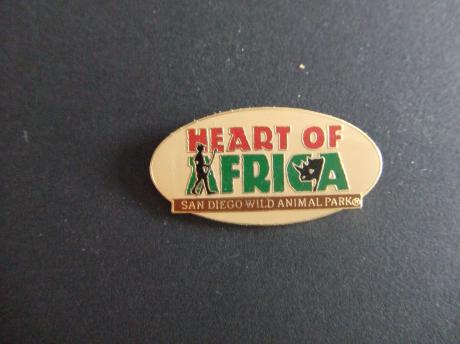 HEART OF
AFRICA
SAN DIEGO WILD ANIMAL PARK®